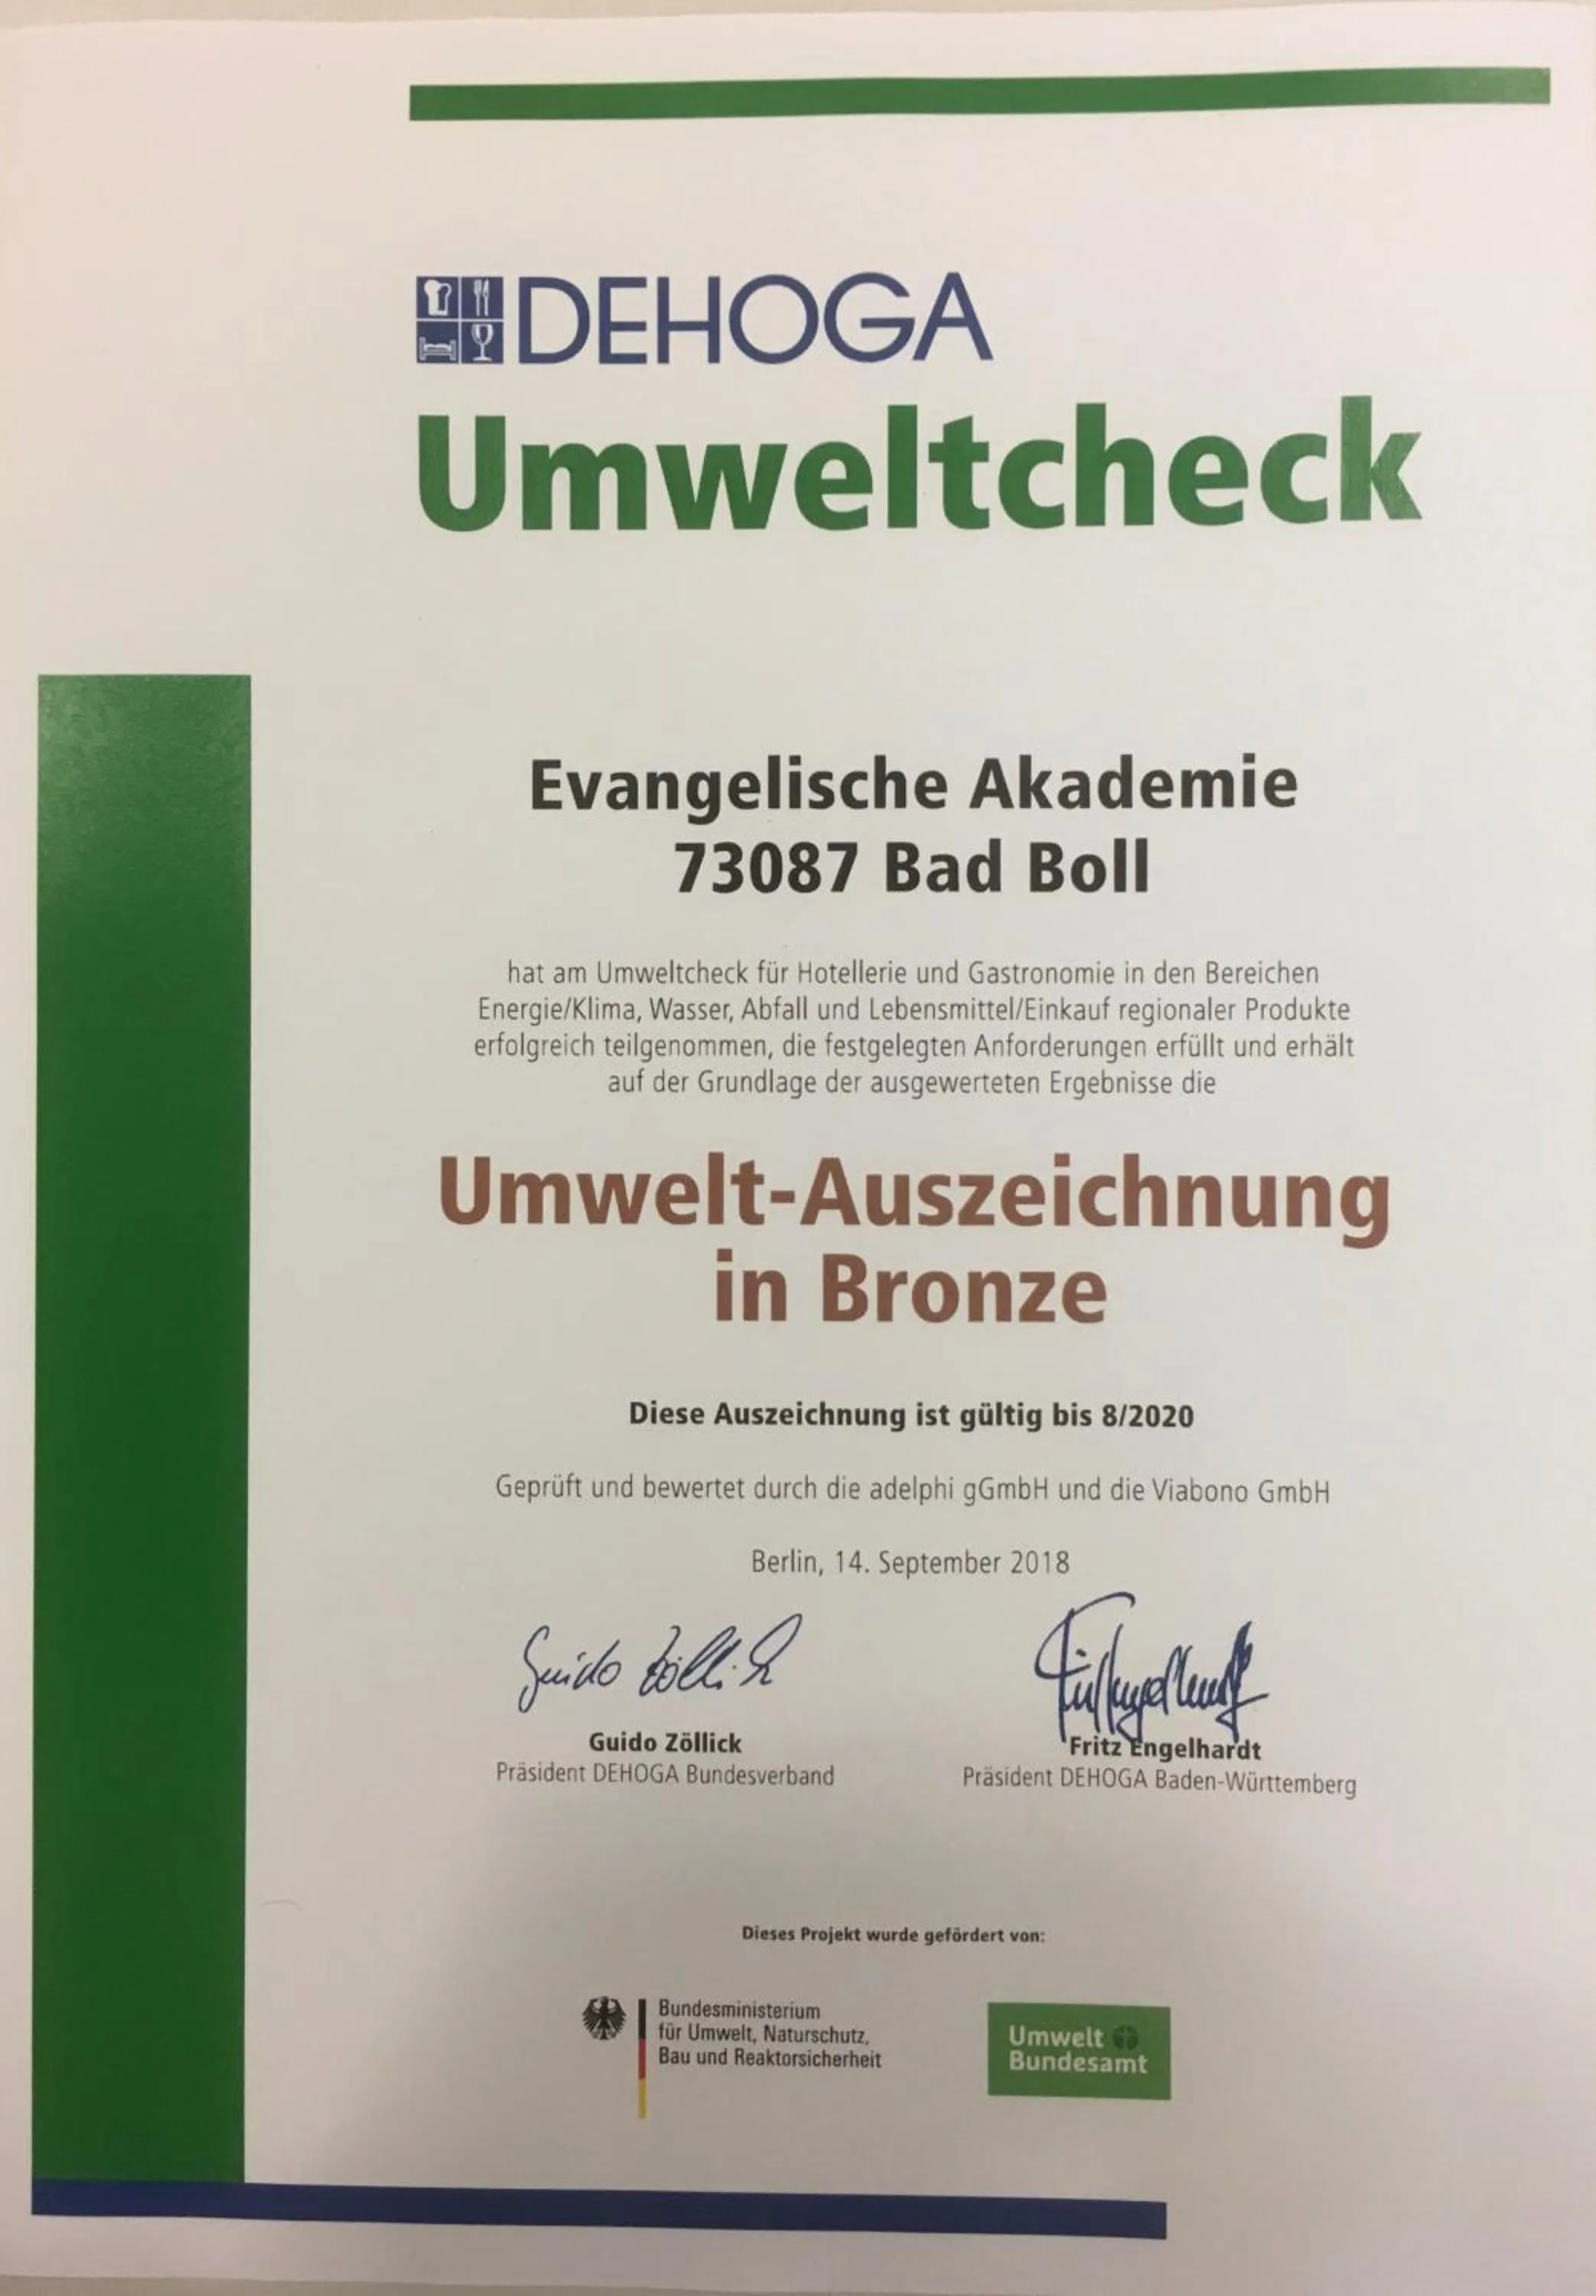 DEHOGA
Umweltcheck
Evangelische Akademie
73087 Bad Boll
hat am Umweltcheck für Hotellerie und Gastronomie in den Bereichen
Energie/Klima, Wasser, Abfall und Lebensmittel/Einkauf regionaler Produkte
erfolgreich teilgenommen, die festgelegten Anforderungen erfüllt und erhält
auf der Grundlage der ausgewerteten Ergebnisse die
Umwelt-Auszeichnung
in Bronze
Diese Auszeichnung ist gültig bis 8/2020
Geprüft und bewertet durch die adelphi gGmbH und die Viabono GmbH
Berlin, 14. September 2018
Guido Zöllick
Guido Zöllick
Präsident DEHOGA Bundesverband
Fritz Engelhardt
Präsident DEHOGA Baden-Württemberg
Dieses Projekt wurde gefördert von:
Bundesministerium
für Umwelt, Naturschutz,
Bau und Reaktorsicherheit
Umwelt
Bundesamt